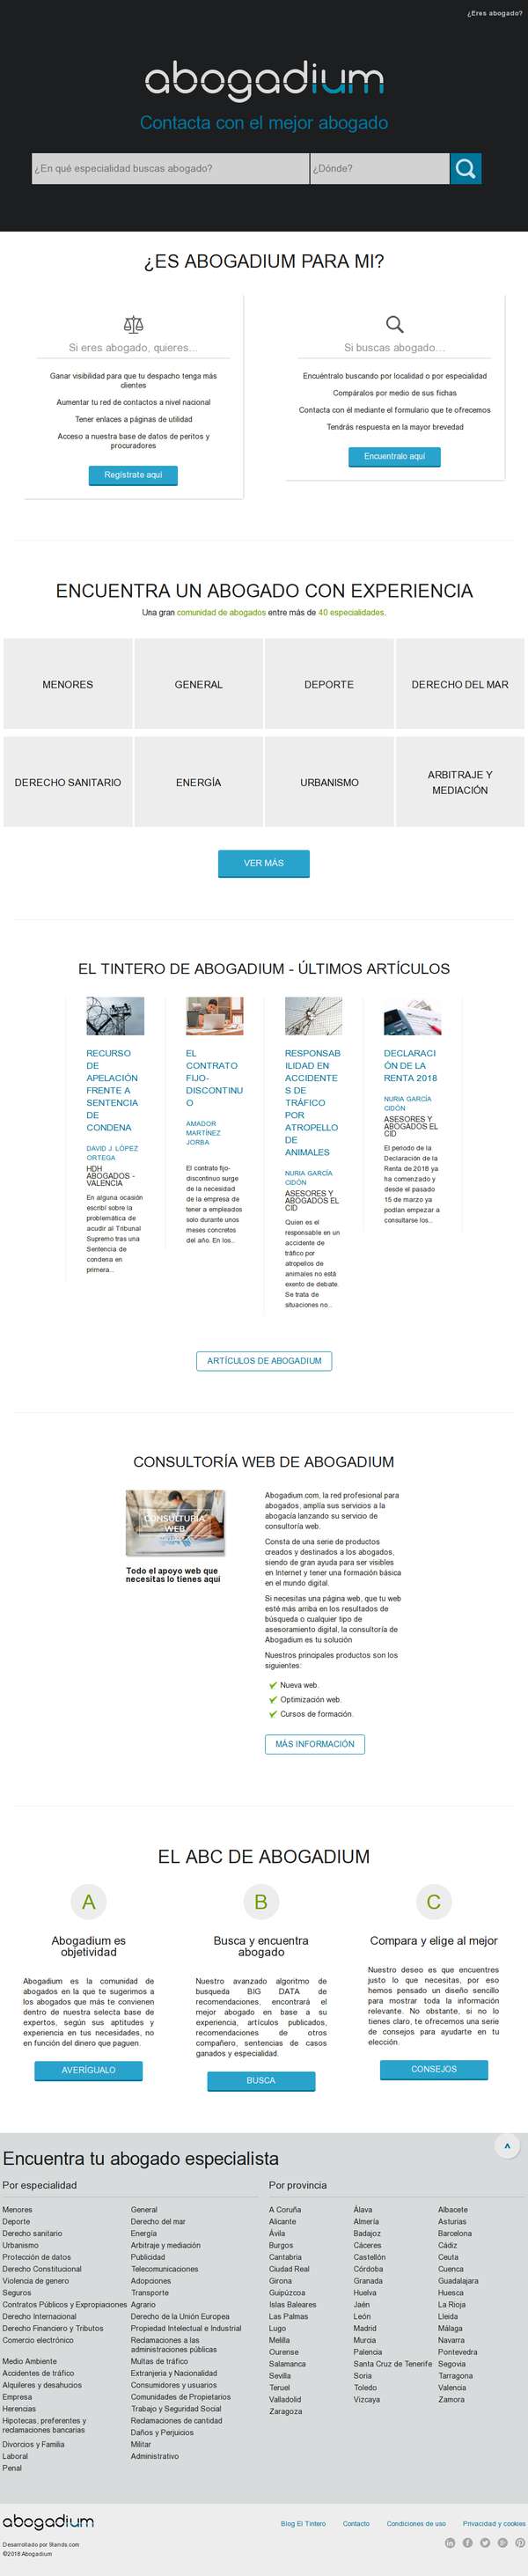 ¿Eres abogado?
abogadium
Contacta con el mejor abogado
¿En qué especialidad buscas abogado?
¿Dónde?
¿ES ABOGADIUM PARA MI?
Si eres abogado, quieres...
Ganar visibilidad para que tu despacho tenga más
clientes
Aumentar tu red de contactos a nivel nacional
Tener enlaces a páginas de utilidad
Acceso a nuestra base de datos de peritos y
procuradores
Regístrate aquí
Si buscas abogado...
Encuéntralo buscando por localidad o por especialidad
Compáralos por medio de sus fichas
Contacta con él mediante el formulario que te ofrecemos
Tendrás respuesta en la mayor brevedad
Encuentralo aquí
ENCUENTRA UN ABOGADO CON EXPERIENCIA
Una gran comunidad de abogados entre más de 40 especialidades.
MENORES
GENERAL
DEPORTE
DERECHO DEL MAR
DERECHO SANITARIO
ENERGÍA
URBANISMO
ARBITRAJE Y
MEDIACIÓN
VER MÁS
EL TINTERO DE ABOGADIUM - ÚLTIMOS ARTÍCULOS
RECURSO
DE
APELACIÓN
FRENTE A
SENTENCIA
DE
CONDENA
DAVID J. LÓPEZ
ORTEGA
HDH
ABOGADOS -
VALENCIA
En alguna ocasión
escribí sobre la
problemática de
acudir al Tribunal
Supremo tras una
Sentencia de
condena en
primera...
EL
CONTRATO
FIJO-
DISCONTINU
O
AMADOR
MARTÍNEZ
JORBA
El contrato fijo-
discontinuo surge
de la necesidad
de la empresa de
tener a empleados
solo durante unos
meses concretos
del año. En los...
RESPONSAB
ILIDAD EN
ACCIDENTE
S DE
TRÁFICO
POR
ATROPELLO
DE
ANIMALES
NURIA GARCÍA
CIDÓN
ASESORES Y
ABOGADOS EL
CID
Quien es el
responsable en un
accidente de
tráfico por
atropellos de
animales no está
exento de debate.
Se trata de
situaciones no...
DECLARACI
ÓN DE LA
RENTA 2018
NURIA GARCÍA
CIDÓN
ASESORES Y
ABOGADOS EL
CID
El periodo de la
Declaración de la
Renta de 2018 ya
ha comenzado y
desde el pasado
15 de marzo ya
podían empezar a
consultarse los...
ARTÍCULOS DE ABOGADIUM
CONSULTORÍA WEB DE ABOGADIUM
CONSULTURÍA
WEB
Todo el apoyo web que
necesitas lo tienes aquí
Abogadium.com, la red profesional para
abogados, amplía sus servicios a la
abogacía lanzando su servicio de
consultoría web.
Consta de una serie de productos
creados y destinados a los abogados,
siendo de gran ayuda para ser visibles
en Internet y tener una formación básica
en el mundo digital.
Si necesitas una página web, que tu web
esté más arriba en los resultados de
búsqueda o cualquier tipo de
asesoramiento digital, la consultoría de
Abogadium es tu solución
Nuestros principales productos son los
siguientes:
Nueva web.
Optimización web.
Cursos de formación.
MÁS INFORMACIÓN
EL ABC DE ABOGADIUM
A
Abogadium es
objetividad
Abogadium es la comunidad de
abogados en la que te sugerimos a
los abogados que más te convienen
dentro de nuestra selecta base de
expertos, según sus aptitudes y
experiencia en tus necesidades, no
en función del dinero que paguen.
AVERÍGUALO
B
Busca y encuentra
abogado
Nuestro avanzado algoritmo de
busqueda BIG DATA de
recomendaciones, encontrará el
mejor abogado en base a su
experiencia, artículos publicados,
recomendaciones de otros
compañero, sentencias de casos
ganados y especialidad.
BUSCA
C
Compara y elige al mejor
Nuestro deseo es que encuentres
justo lo que necesitas, por eso
hemos pensado un diseño sencillo
para mostrar toda la información
relevante. No obstante, si no lo
tienes claro, te ofrecemos una serie
de consejos para ayudarte en tu
elección.
CONSEJOS
Encuentra tu abogado especialista
Por especialidad
Menores
General
Deporte
Derecho del mar
Derecho sanitario
Energía
Urbanismo
Arbitraje y mediación
Protección de datos
Publicidad
Derecho Constitucional
Telecomunicaciones
Violencia de genero
Adopciones
Seguros
Transporte
Contratos Públicos y Expropiaciones
Agrario
Derecho Internacional
Derecho de la Unión Europea
Derecho Financiero y Tributos
Propiedad Intelectual e Industrial
Comercio electrónico
Reclamaciones a las
administraciones públicas
Medio Ambiente
Multas de tráfico
Accidentes de tráfico
Extranjeria y Nacionalidad
Alquileres y desahucios
Consumidores y usuarios
Empresa
Comunidades de Propietarios
Herencias
Trabajo y Seguridad Social
Hipotecas, preferentes y
reclamaciones bancarias
Reclamaciones de cantidad
Daños y Perjuicios
Divorcios y Familia
Militar
Laboral
Administrativo
Penal
Por provincia
A Coruña
Álava
Albacete
Alicante
Almería
Asturias
Ávila
Badajoz
Barcelona
Burgos
Cáceres
Cádiz
Cantabria
Castellón
Ceuta
Ciudad Real
Córdoba
Cuenca
Girona
Granada
Guadalajara
Guipúzcoa
Huelva
Huesca
Islas Baleares
Jaén
La Rioja
Las Palmas
León
Lleida
Lugo
Madrid
Málaga
Melilla
Murcia
Navarra
Ourense
Palencia
Pontevedra
Salamanca
Santa Cruz de Tenerife
Segovia
Sevilla
Soria
Tarragona
Teruel
Toledo
Valencia
Valladolid
Vizcaya
Zamora
Zaragoza
abogadium
Desarrollado por 9lands.com
©2018 Abogadium
Blog El Tintero
Contacto
Condiciones de uso
Privacidad y cookies